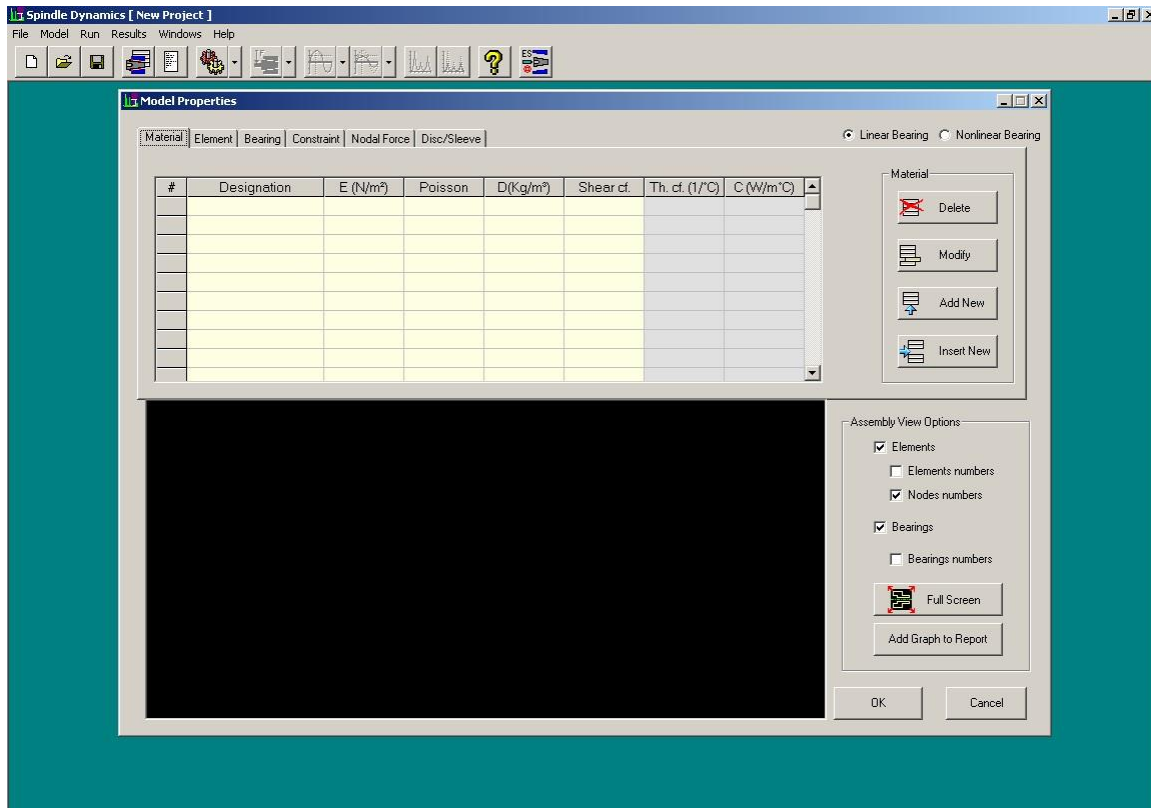 Spindle Dynamics [ New Project ]
File Model Run Results Windows Help
ES
Model Properties
Material Element Bearing Constraint Nodal Force Disc/Sleeve
Linear Bearing Nonlinear Bearing
# Designation E (N/m²) Poisson D(Kg/m³) Shear cf. Th. cf. (1/°C) C (W/m°C)
Material
Delete
Modify
Add New
Insert New
Assembly View Options
Elements
Elements numbers
Nodes numbers
Bearings
Bearings numbers
Full Screen
Add Graph to Report
OK Cancel